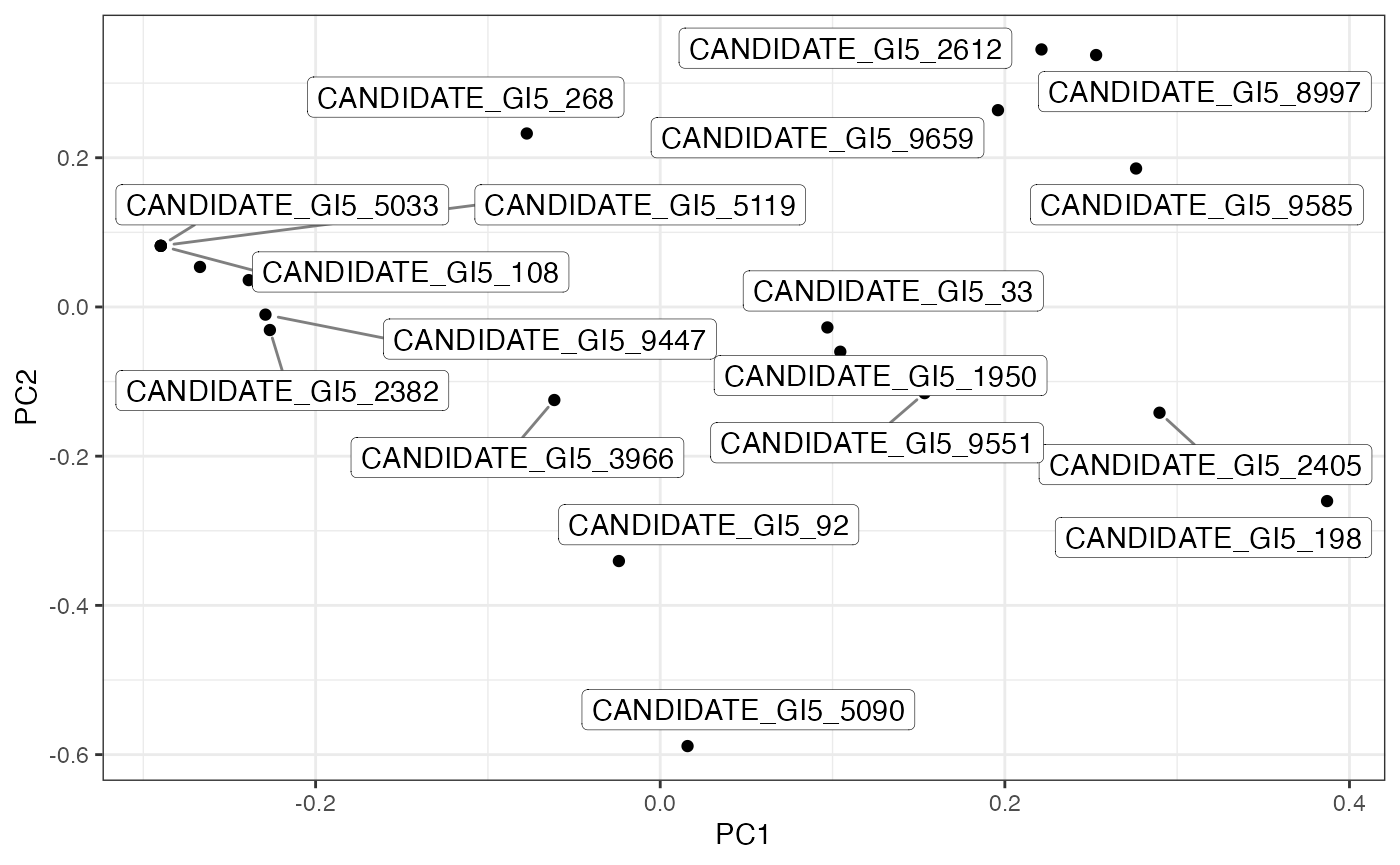 CANDIDATE_GI5_2612
CANDIDATE_GI5_8997
CANDIDATE_GI5_268
CANDIDATE_GI5_9659
CANDIDATE_GI5_5033
CANDIDATE_GI5_5119
CANDIDATE_GI5_9585
CANDIDATE_GI5_108
CANDIDATE_GI5_33
CANDIDATE_GI5_9447
CANDIDATE_GI5_1950
CANDIDATE_GI5_2382
CANDIDATE_GI5_9551
CANDIDATE_GI5_3966
CANDIDATE_GI5_2405
CANDIDATE_GI5_92
CANDIDATE_GI5_198
CANDIDATE_GI5_5090
0.2
0.0
-0.2
-0.4
-0.6
PC2
-0.2
0.0
0.2
0.4
PC1